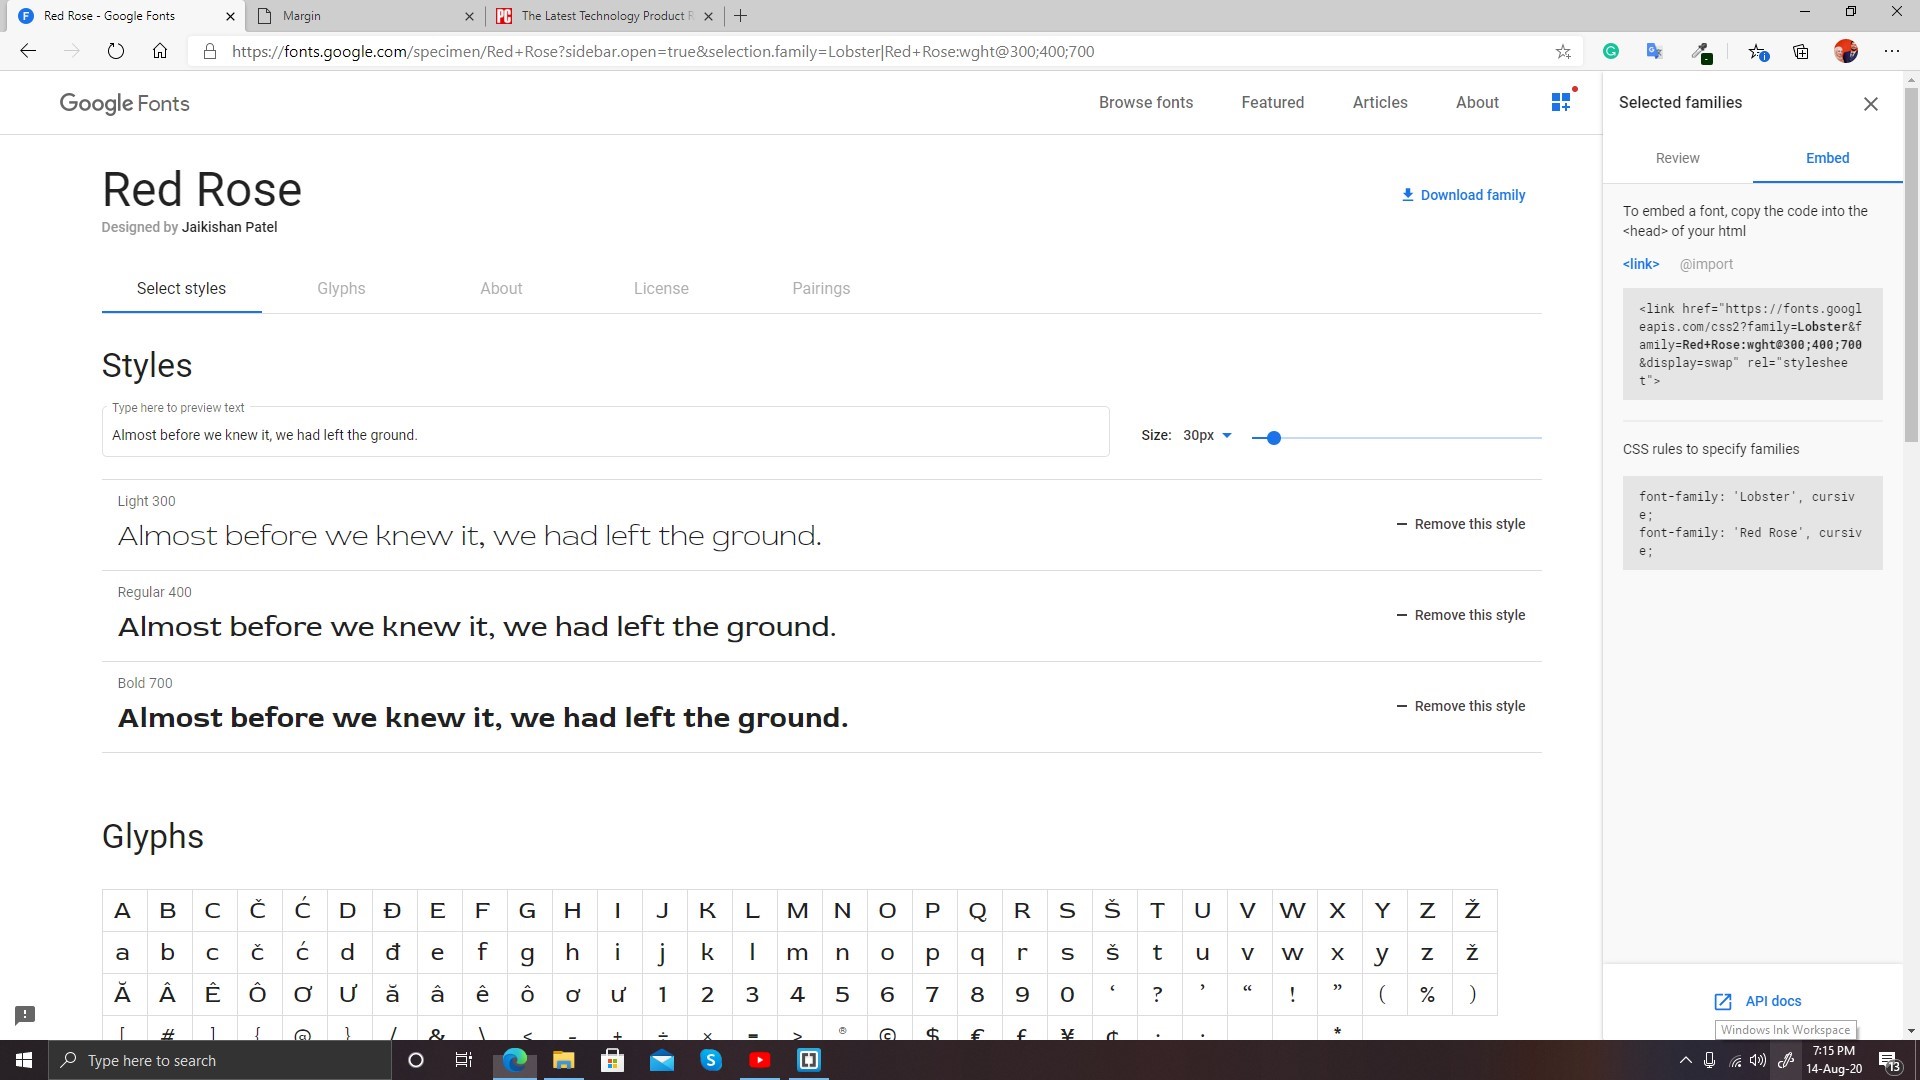 Red Rose - Google Fonts
Margin
The Latest Technology Product R
https://fonts.google.com/specimen/Red+Rose?sidebar.open=true&selection.family=Lobster|Red+Rose:wght@300;400;700
Google Fonts
Browse fonts
Featured
Articles
About
Selected families
Review
Embed
Red Rose
Designed by Jaikishan Patel
Download family
To embed a font, copy the code into the
<head> of your html
<link>
@import
Select styles
Glyphs
About
License
Pairings
<link href="https://fonts.googl
eapis.com/css2?family=Lobster&f
amily=Red+Rose:wght@300;400;700
&display=swap" rel="styleshee
t">
Styles
Type here to preview text
Almost before we knew it, we had left the ground.
Size: 30px
CSS rules to specify families
font-family: 'Lobster', cursiv
e;
font-family: 'Red Rose', cursiv
e;
Light 300
Almost before we knew it, we had left the ground.
Remove this style
Regular 400
Almost before we knew it, we had left the ground.
Remove this style
Bold 700
Almost before we knew it, we had left the ground.
Remove this style
Glyphs
A B C Č Ć D Đ E F G H I J K L M N O P Q R S Š T U V W X Y Z Ž
a b c č ć d đ e f g h i j k l m n o p q r s š t u v w x y z ž
Ă Â Ê Ô Ơ Ư ă â ê ô ơ ư 1 2 3 4 5 6 7 8 9 0 ‘ ? ’ “ ! ” ( % )
[ # ] { @ } / & \ < - + ÷ × = > ® © $ € £ ¥ ¢ : ; , . *
API docs
Windows Ink Workspace
Type here to search
7:15 PM
14-Aug-20
13